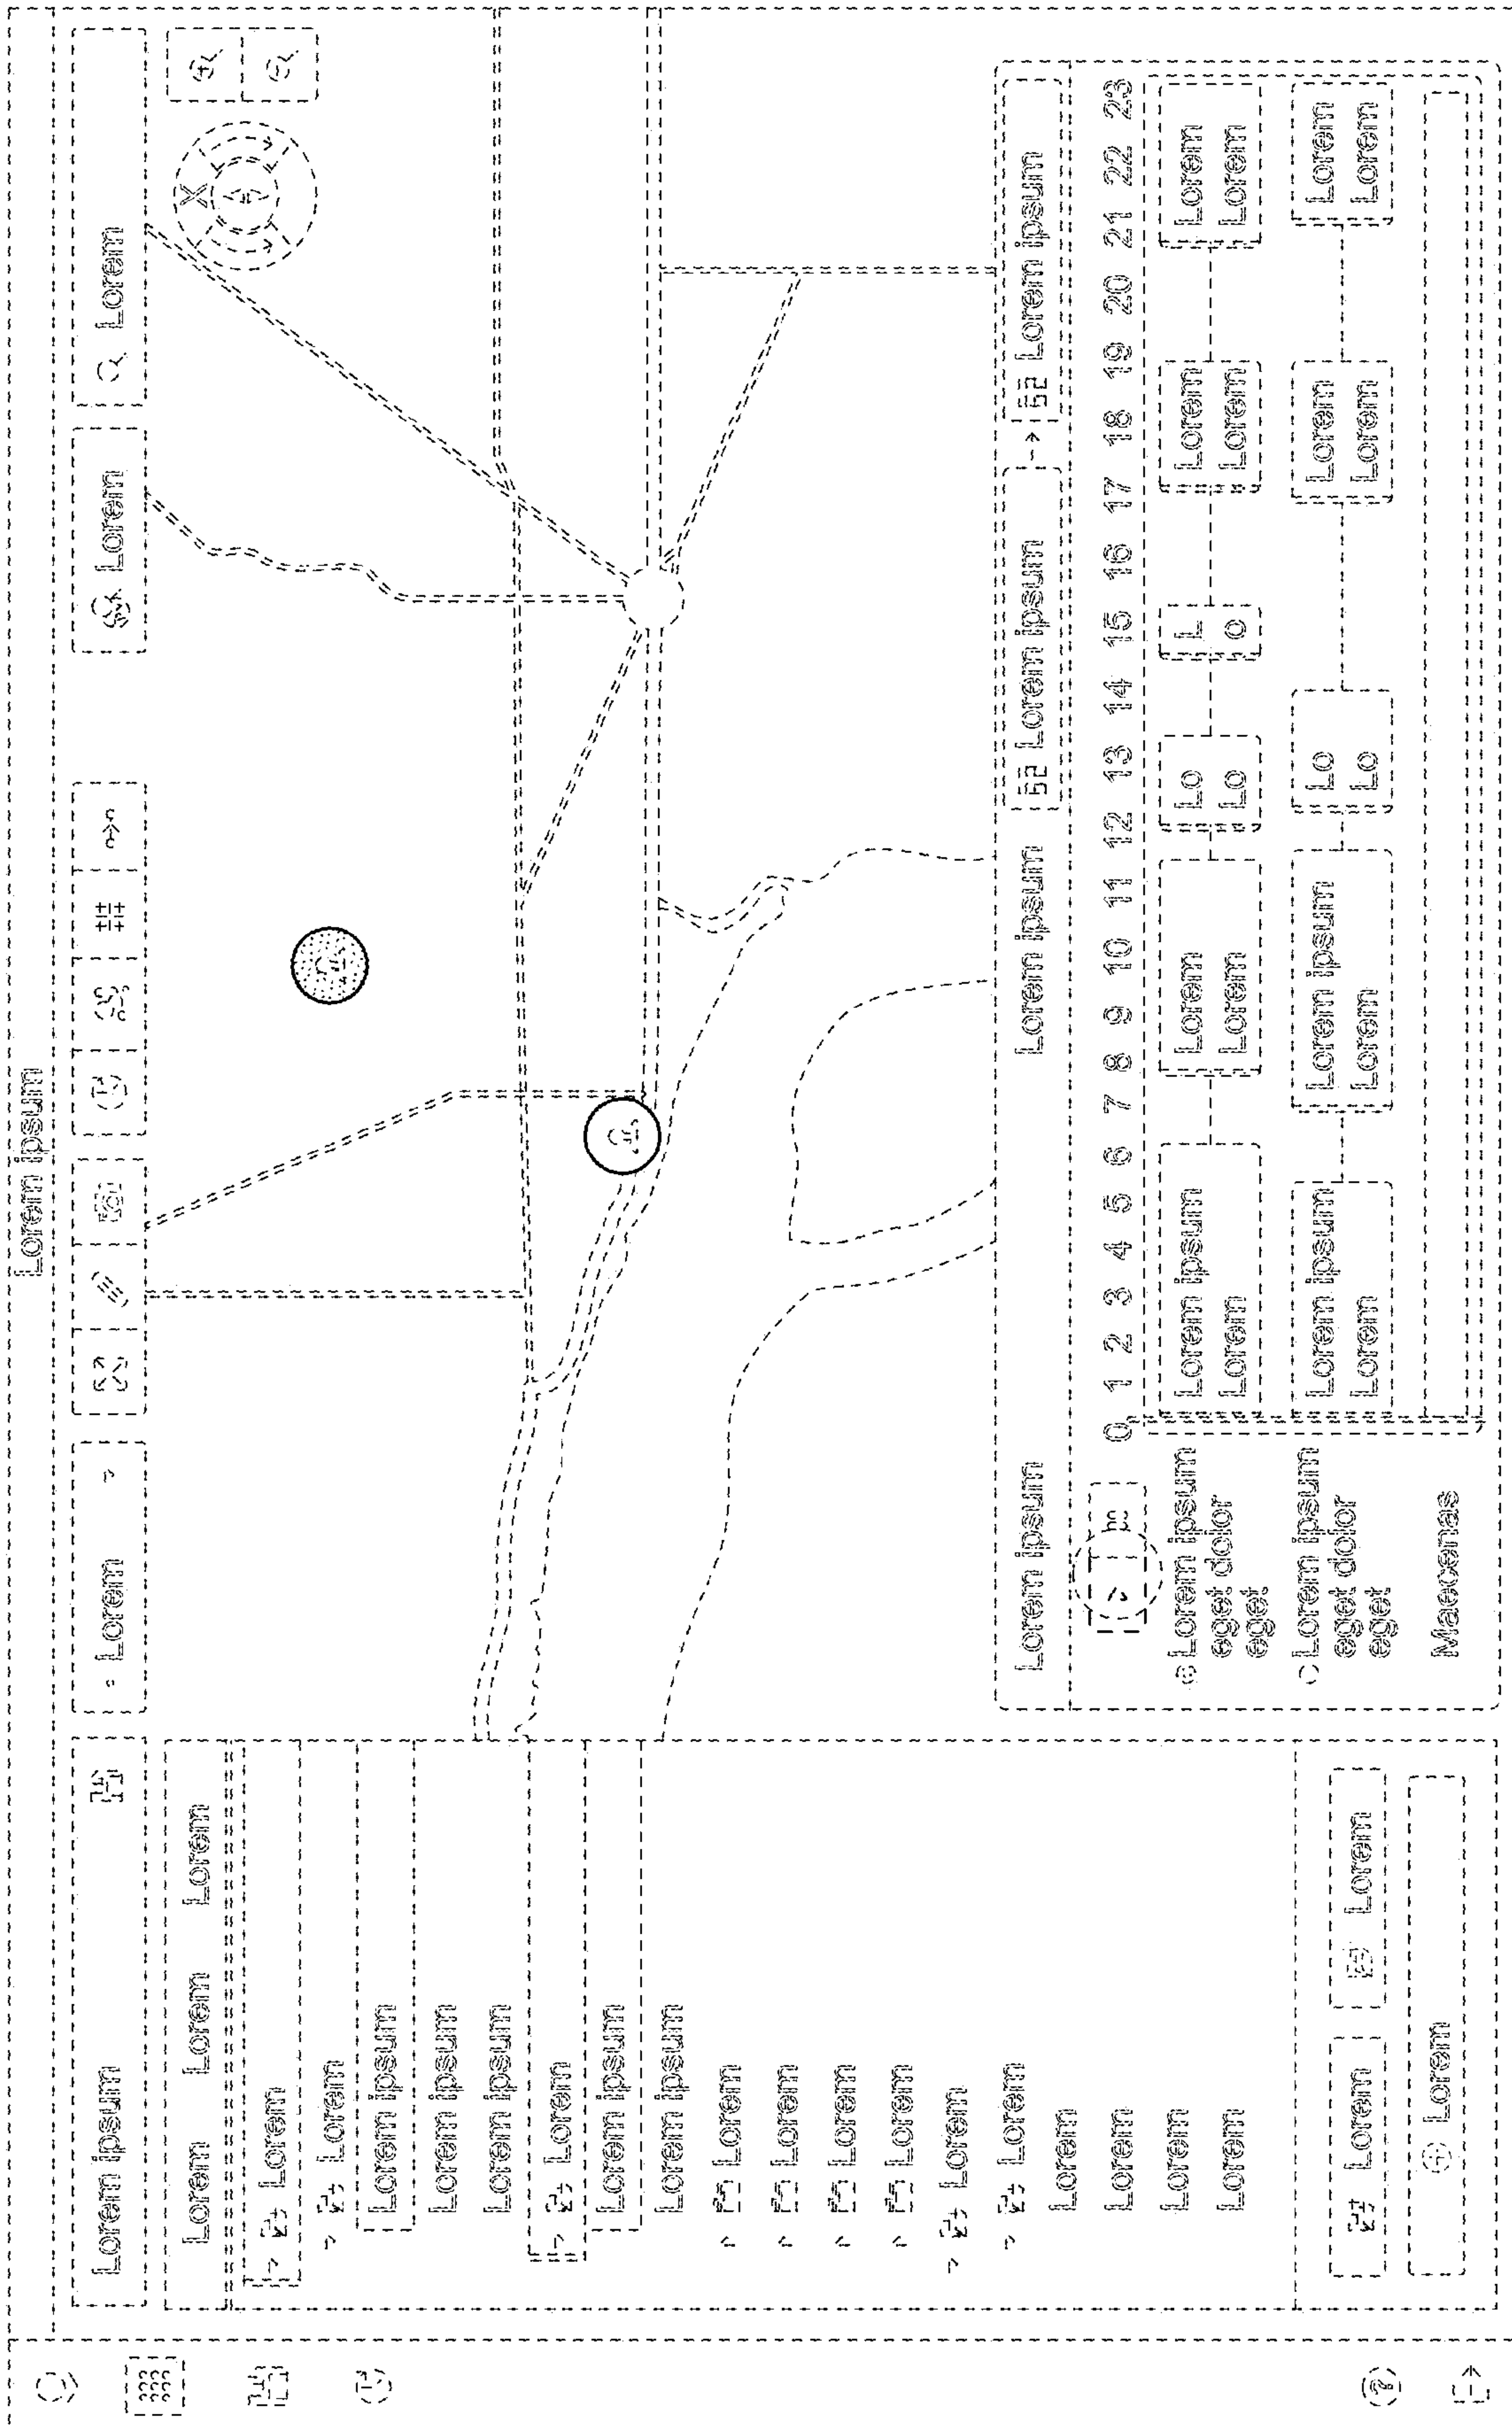 Lorem ipsum
Lorem ipsum
Lorem
Lorem
Lorem
Lorem Lorem Lorem
Lorem
Lorem
Lorem ipsum
Lorem ipsum
Lorem ipsum
Lorem
Lorem ipsum
Lorem ipsum
Lorem
Lorem
Lorem
Lorem
Lorem
Lorem
Lorem
Lorem
Lorem
Lorem
Lorem Lorem
Lorem
X
Lorem ipsum Lorem ipsum Lorem ipsum Lorem ipsum
0 1 2 3 4 5 6 7 8 9 10 11 12 13 14 15 16 17 18 19 20 21 22 23
Lorem ipsum
eget dolor
eget
Lorem ipsum Lorem Lo L Lorem Lorem
Lorem Lorem Lo o Lorem Lorem
Lorem ipsum
eget dolor
eget
Lorem ipsum Lorem ipsum Lo Lorem Lorem
Lorem Lorem Lo Lorem Lorem
Maecenas